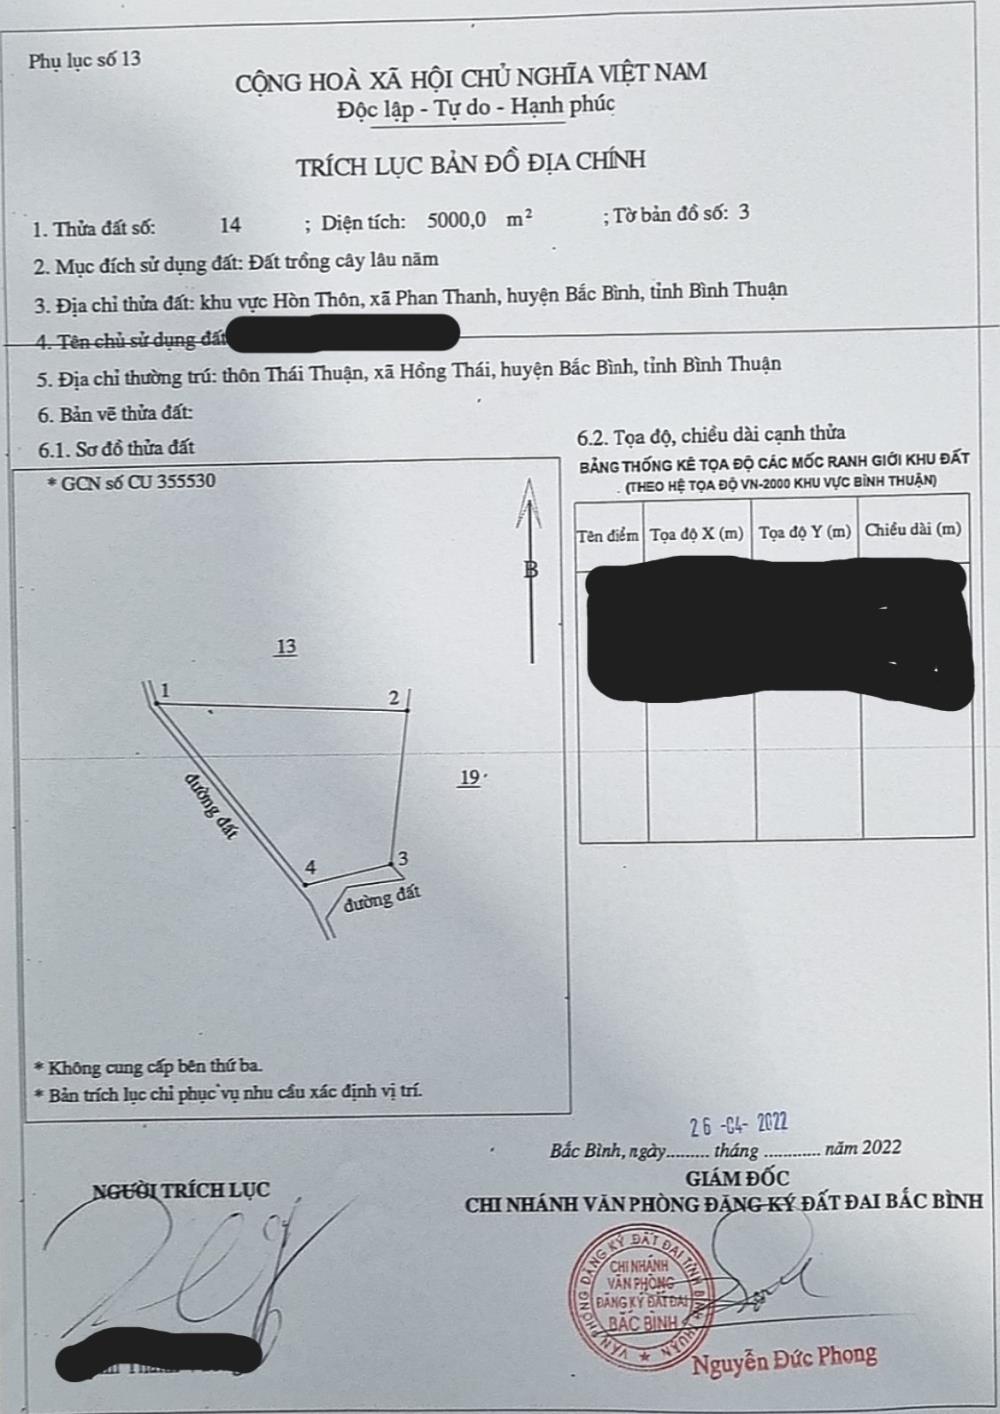 Phụ lục số 13
CỘNG HOÀ XÃ HỘI CHỦ NGHĨA VIỆT NAM
Độc lập - Tự do - Hạnh phúc
TRÍCH LỤC BẢN ĐỒ ĐỊA CHÍNH
1. Thửa đất số: 14 ; Diện tích: 5000,0 m² ; Tờ bản đồ số: 3
2. Mục đích sử dụng đất: Đất trồng cây lâu năm
3. Địa chỉ thửa đất: khu vực Hòn Thôn, xã Phan Thanh, huyện Bắc Bình, tỉnh Bình Thuận
4. Tên chủ sử dụng đất
5. Địa chỉ thường trú: thôn Thái Thuận, xã Hồng Thái, huyện Bắc Bình, tỉnh Bình Thuận
6. Bản vẽ thửa đất:
6.1. Sơ đồ thửa đất
* GCN số CU 355530
B
13
1
2
19
đường đất
4
3
đường đất
* Không cung cấp bên thứ ba.
* Bản trích lục chỉ phục vụ nhu cầu xác định vị trí.
6.2. Tọa độ, chiều dài cạnh thửa
BẢNG THỐNG KÊ TỌA ĐỘ CÁC MỐC RANH GIỚI KHU ĐẤT
(THEO HỆ TỌA ĐỘ VN-2000 KHU VỰC BÌNH THUẬN)
Tên điểm Tọa độ X (m) Tọa độ Y (m) Chiều dài (m)
26 -04- 2022
Bắc Bình, ngày......... tháng ............ năm 2022
NGƯỜI TRÍCH LỤC
GIÁM ĐỐC
CHI NHÁNH VĂN PHÒNG ĐĂNG KÝ ĐẤT ĐAI BẮC BÌNH
VĂN PHÒNG ĐĂNG KÝ ĐẤT ĐAI TỈNH BÌNH THUẬN
CHI NHÁNH
VĂN PHÒNG
ĐĂNG KÝ ĐẤT ĐAI
BẮC BÌNH
Nguyễn Đức Phong